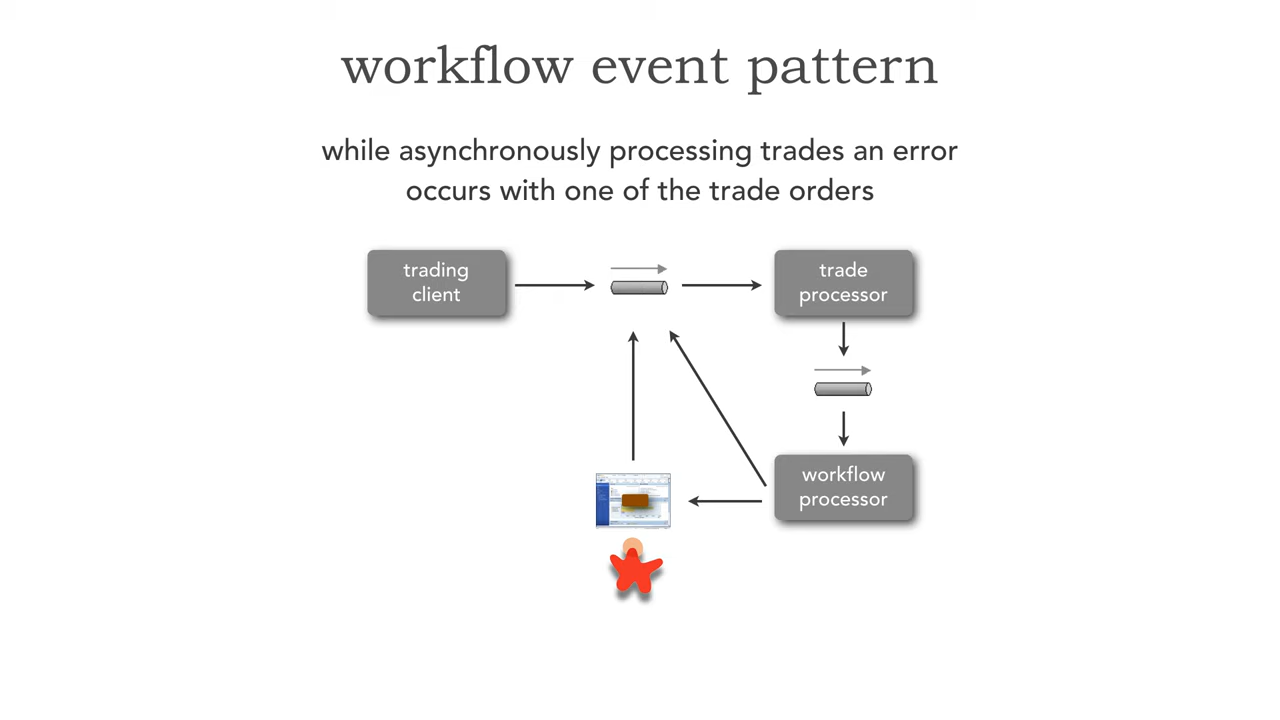 workflow event pattern
while asynchronously processing trades an error
occurs with one of the trade orders
trading
client
trade
processor
workflow
processor